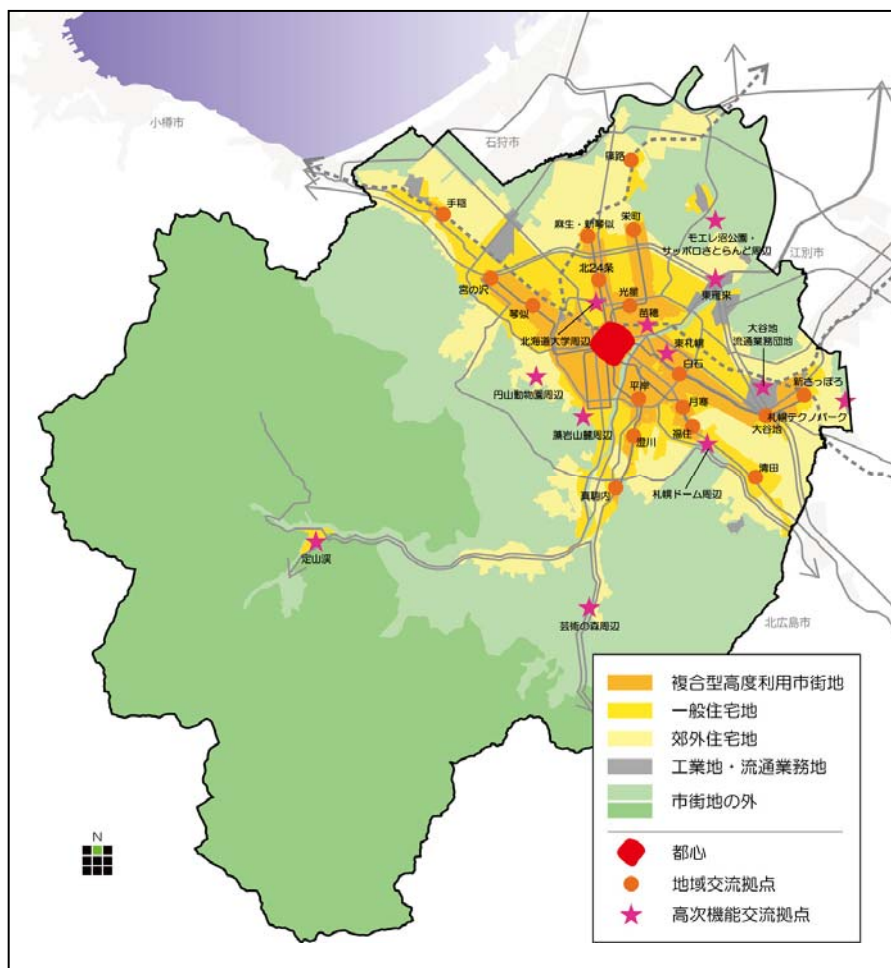 小樽市
石狩市
篠路
手稲
麻生・新琴似
栄町
モエレ沼公園・
サッポロさとらんど周辺
江別市
北24条
宮の沢
光星
東雁来
琴似
苗穂
北海道大学周辺
東札幌
大谷地
流通業務団地
白石
新さっぽろ
平岸
円山動物園周辺
月寒
札幌テクノパーク
大谷地
藻岩山麓周辺
福住
澄川
清田
真駒内
札幌ドーム周辺
定山渓
芸術の森周辺
北広島市
複合型高度利用市街地
一般住宅地
郊外住宅地
工業地・流通業務地
市街地の外
N
都心
地域交流拠点
高次機能交流拠点